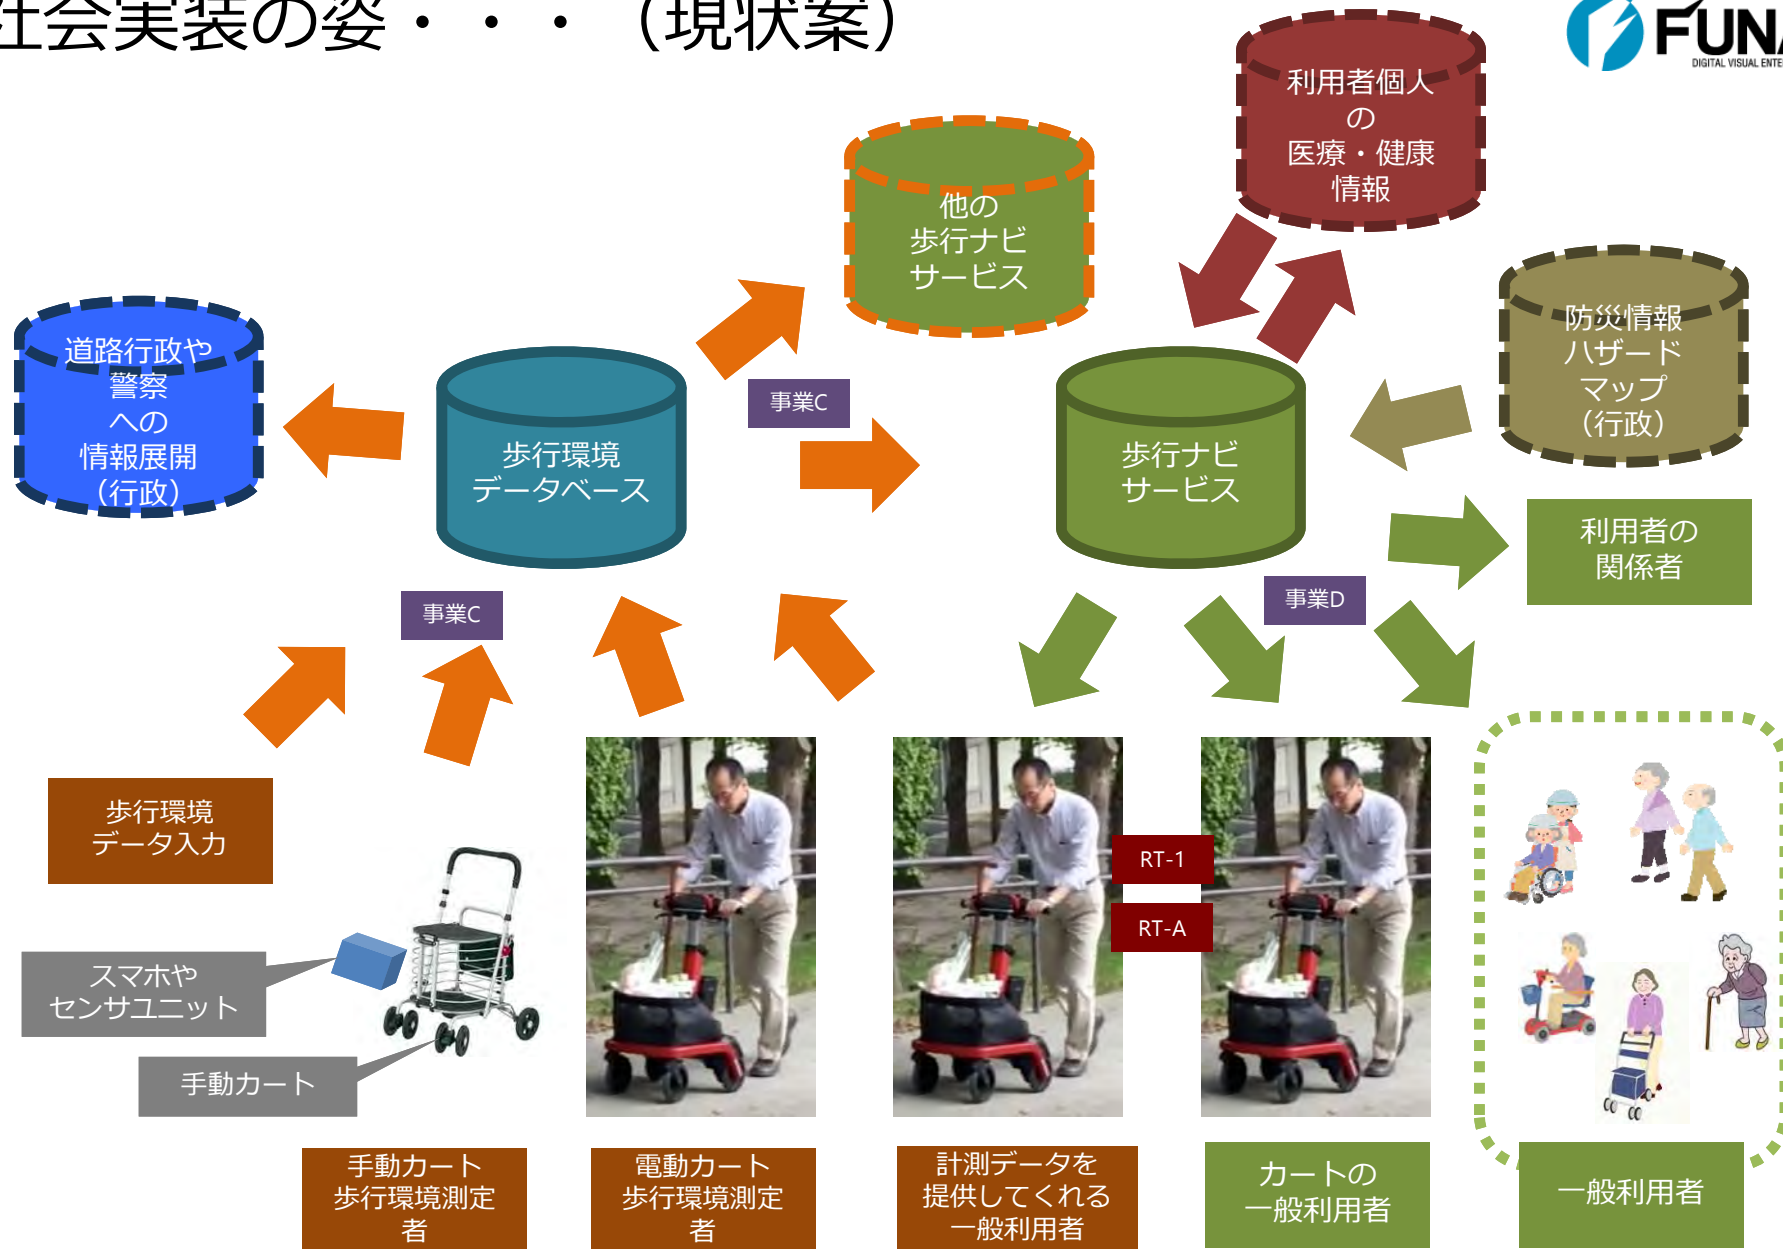 社会実装の姿・・・（現状案）
FUNA
DIGITAL VISUAL ENTE
利用者個人
の
医療・健康
情報
他の
歩行ナビ
サービス
防災情報
ハザード
マップ
（行政）
道路行政や
警察
への
情報展開
（行政）
事業C
歩行環境
データベース
歩行ナビ
サービス
利用者の
関係者
事業C
事業D
歩行環境
データ入力
RT-1
RT-A
スマホや
センサユニット
手動カート
手動カート
歩行環境測定
者
電動カート
歩行環境測定
者
計測データを
提供してくれる
一般利用者
カートの
一般利用者
一般利用者